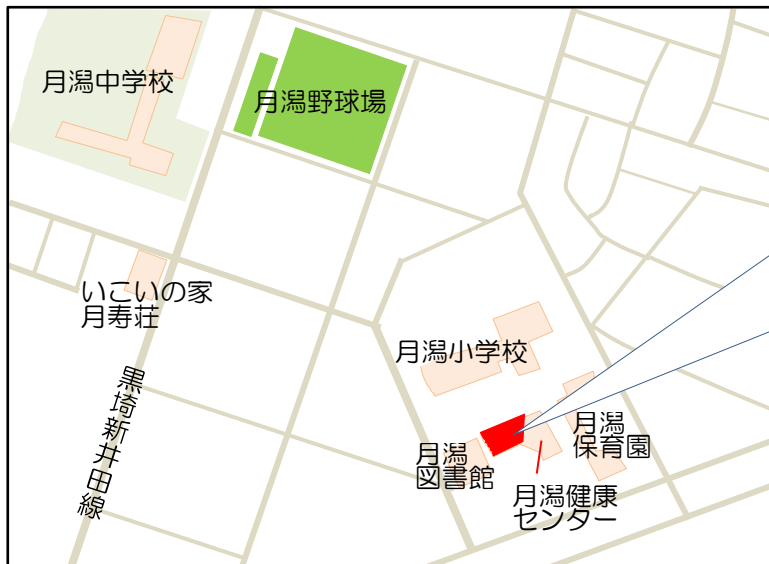 月潟中学校
月潟野球場
いこいの家
月寿荘
黒埼新井田線
月潟小学校
月潟
図書館
月潟健康
センター
月潟
保育園